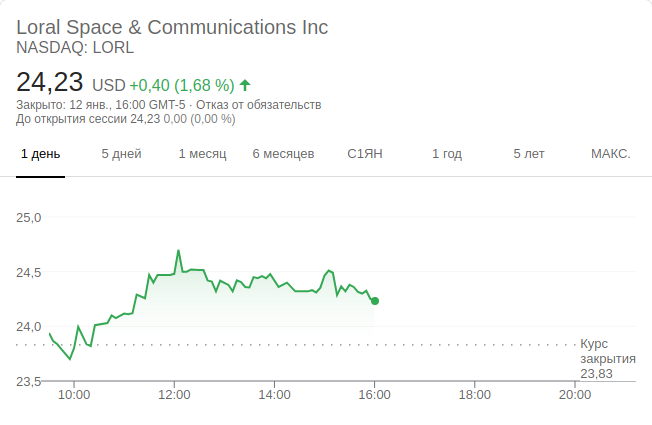 Loral Space & Communications Inc
NASDAQ: LORL
24,23 USD +0,40 (1,68 %)
Закрыто: 12 янв., 16:00 GMT-5 · Отказ от обязательств
До открытия сессии 24,23 0,00 (0,00 %)
1 день 5 дней 1 месяц 6 месяцев С1ЯН 1 год 5 лет МАКС.
25,0
24,5
24,0
Курс
закрытия
23,83
23,5
10:00 12:00 14:00 16:00 18:00 20:00